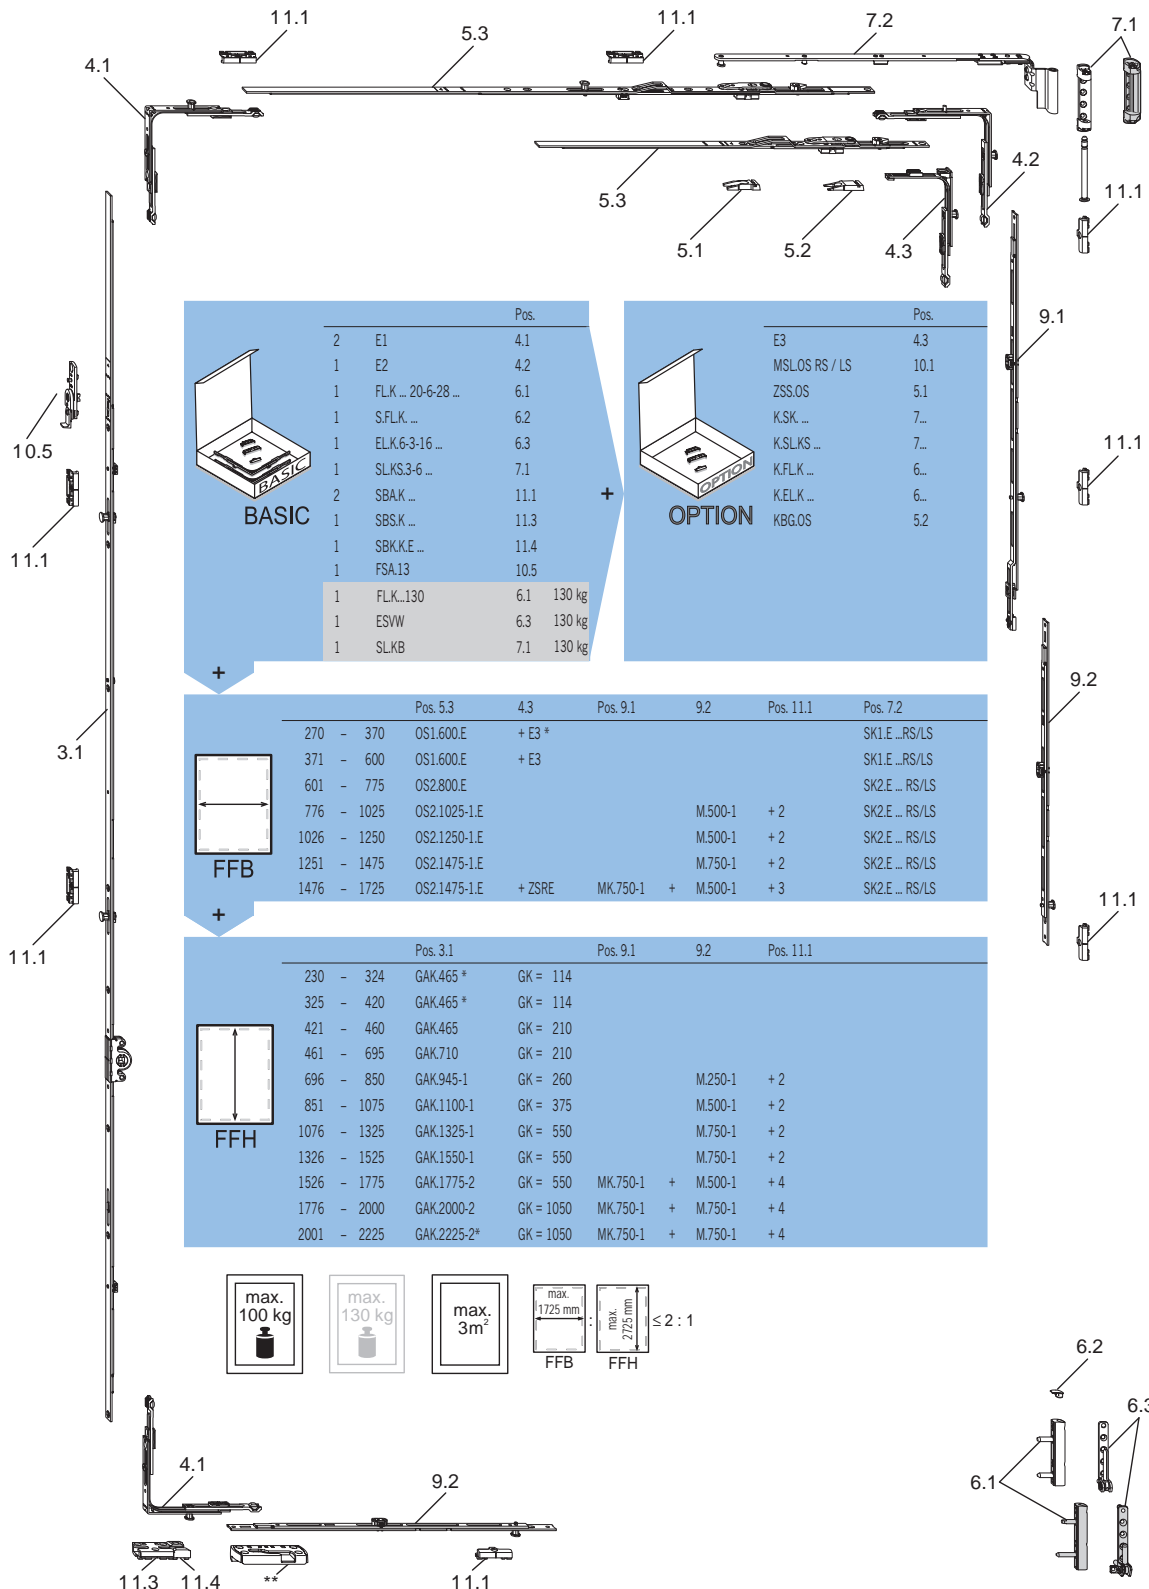 11.1
11.1
7.2
7.1
5.3
4.1
5.3
4.2
11.1
5.1
5.2
4.3
9.1
Pos.
2 E1 4.1
1 E2 4.2
1 FL.K ... 20-6-28 ... 6.1
1 S.FL.K. ... 6.2
1 EL.K.6-3-16 ... 6.3
1 SL.KS.3-6 ... 7.1
2 SBA.K ... 11.1
1 SBS.K ... 11.3
1 SBK.K.E ... 11.4
1 FSA.13 10.5
1 FL.K...130 6.1 130 kg
1 ESVW 6.3 130 kg
1 SL.KB 7.1 130 kg
BASIC
BASIC
+
Pos.
E3 4.3
MSL.OS RS / LS 10.1
ZSS.OS 5.1
K.SK. ... 7...
K.SL.KS ... 7...
K.FL.K ... 6...
K.EL.K ... 6...
KBG.OS 5.2
OPTION
OPTION
10.5
11.1
11.1
9.2
3.1
+
Pos. 5.3 4.3 Pos. 9.1 9.2 Pos. 11.1 Pos. 7.2
270 – 370 OS1.600.E + E3 * SK1.E ...RS/LS
371 – 600 OS1.600.E + E3 SK1.E ...RS/LS
601 – 775 OS2.800.E SK2.E ... RS/LS
776 – 1025 OS2.1025-1.E M.500-1 + 2 SK2.E ... RS/LS
1026 – 1250 OS2.1250-1.E M.500-1 + 2 SK2.E ... RS/LS
1251 – 1475 OS2.1475-1.E M.750-1 + 2 SK2.E ... RS/LS
1476 – 1725 OS2.1475-1.E + ZSRE MK.750-1 + M.500-1 + 3 SK2.E ... RS/LS
FFB
11.1
11.1
+
Pos. 3.1 Pos. 9.1 9.2 Pos. 11.1
230 – 324 GAK.465 * GK = 114
325 – 420 GAK.465 * GK = 114
421 – 460 GAK.465 GK = 210
461 – 695 GAK.710 GK = 210
696 – 850 GAK.945-1 GK = 260 M.250-1 + 2
851 – 1075 GAK.1100-1 GK = 375 M.500-1 + 2
1076 – 1325 GAK.1325-1 GK = 550 M.750-1 + 2
1326 – 1525 GAK.1550-1 GK = 550 M.750-1 + 2
1526 – 1775 GAK.1775-2 GK = 550 MK.750-1 + M.500-1 + 4
1776 – 2000 GAK.2000-2 GK = 1050 MK.750-1 + M.750-1 + 4
2001 – 2225 GAK.2225-2* GK = 1050 MK.750-1 + M.750-1 + 4
FFH
max.
100 kg
max.
130 kg
max.
3m²
max.
1725 mm
FFB
:
max.
2725 mm
FFH
≤ 2 : 1
6.2
6.3
6.1
4.1
9.2
11.3
11.4
**
11.1